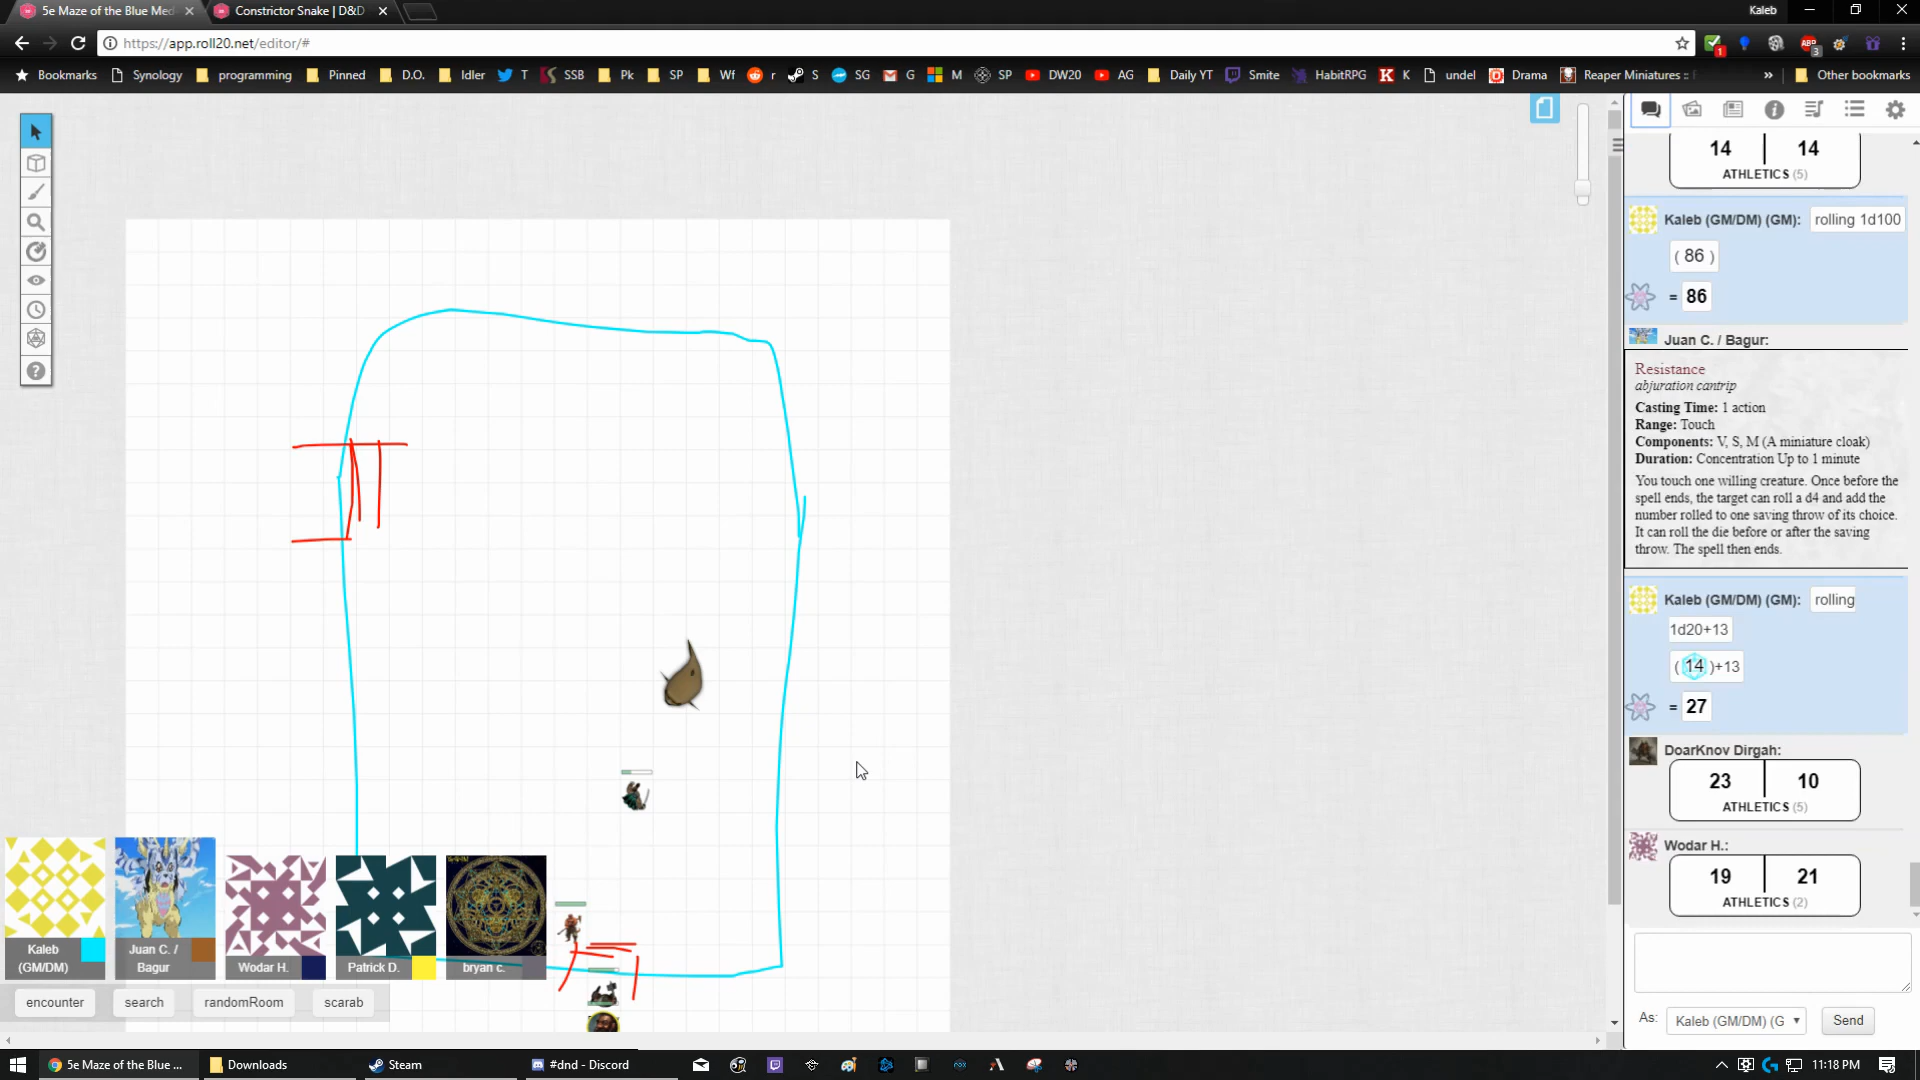 5e Maze of the Blue Med
Constrictor Snake | D&D
Kaleb
https://app.roll20.net/editor/#
Bookmarks
Synology
programming
Pinned
D.O.
Idler
T
SSB
Pk
SP
Wf
r
S
SG
G
M
SP
DW20
AG
Daily YT
Smite
HabitRPG
K
undel
Drama
Reaper Miniatures ::
Other bookmarks
14 14
ATHLETICS (5)
Kaleb (GM/DM) (GM): rolling 1d100
( 86 )
= 86
Juan C. / Bagur:
Resistance
abjuration cantrip
Casting Time: 1 action
Range: Touch
Components: V, S, M (A miniature cloak)
Duration: Concentration Up to 1 minute
You touch one willing creature. Once before the
spell ends, the target can roll a d4 and add the
number rolled to one saving throw of its choice.
It can roll the die before or after the saving
throw. The spell then ends.
Kaleb (GM/DM) (GM): rolling
1d20+13
( 14 )+13
= 27
DoarKnov Dirgah:
23 10
ATHLETICS (5)
Wodar H.:
19 21
ATHLETICS (2)
As: Kaleb (GM/DM) (G
Send
Kaleb
(GM/DM)
Juan C. /
Bagur
Wodar H.
Patrick D.
bryan c.
encounter
search
randomRoom
scarab
5e Maze of the Blue ...
Downloads
Steam
#dnd - Discord
11:18 PM